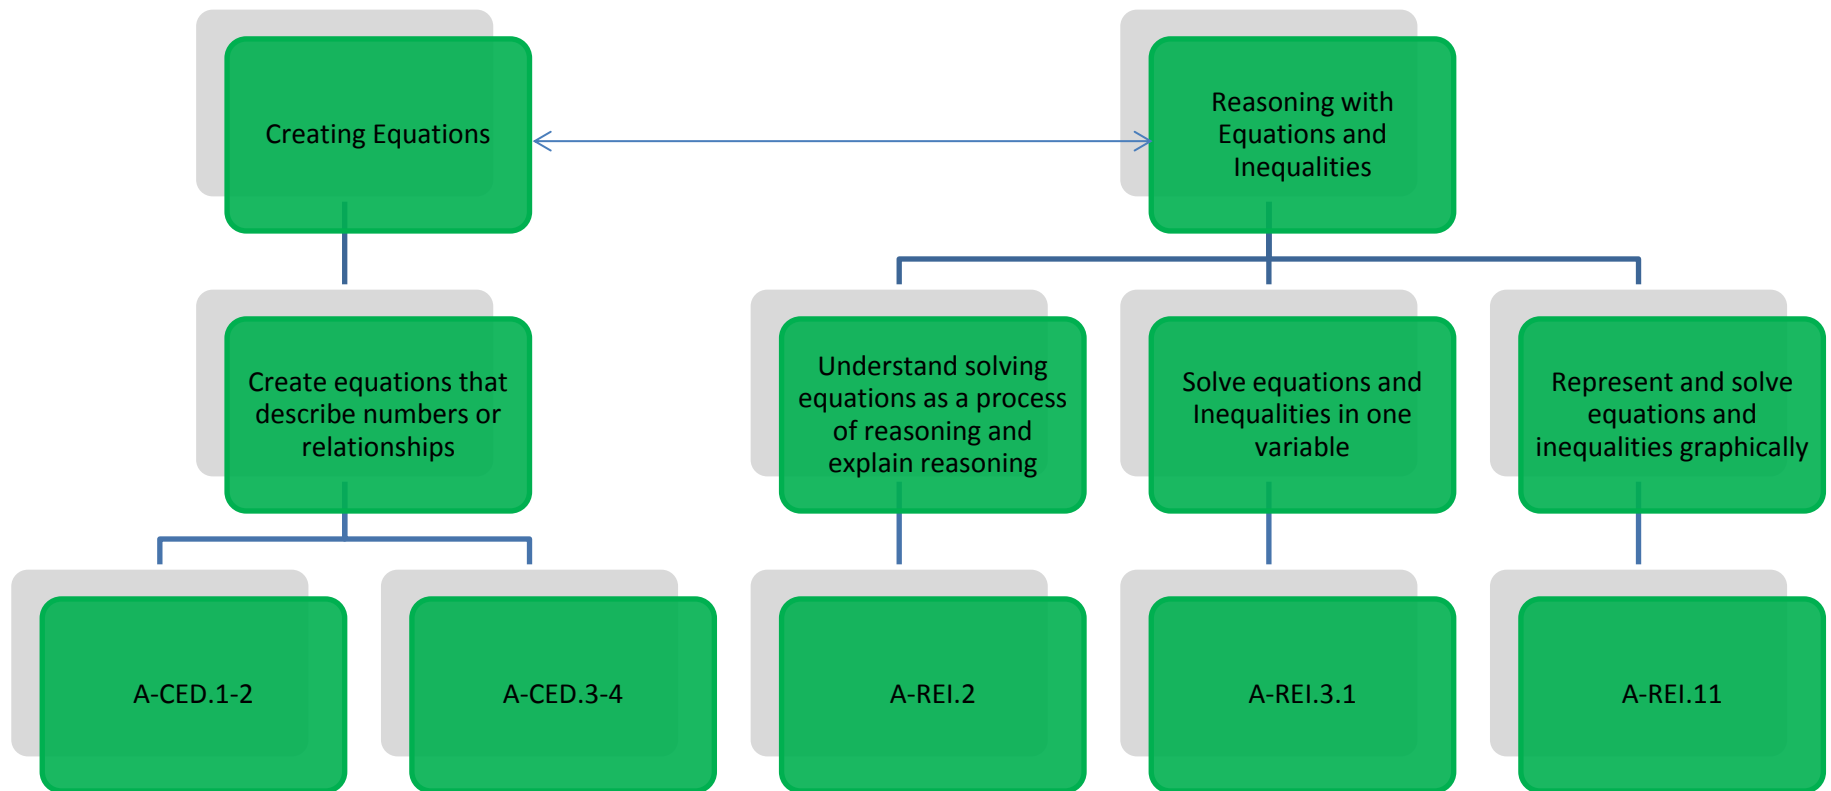 Creating Equations
Reasoning with
Equations and
Inequalities
Create equations that
describe numbers or
relationships
Understand solving
equations as a process
of reasoning and
explain reasoning
Solve equations and
Inequalities in one
variable
Represent and solve
equations and
inequalities graphically
A-CED.1-2
A-CED.3-4
A-REI.2
A-REI.3.1
A-REI.11